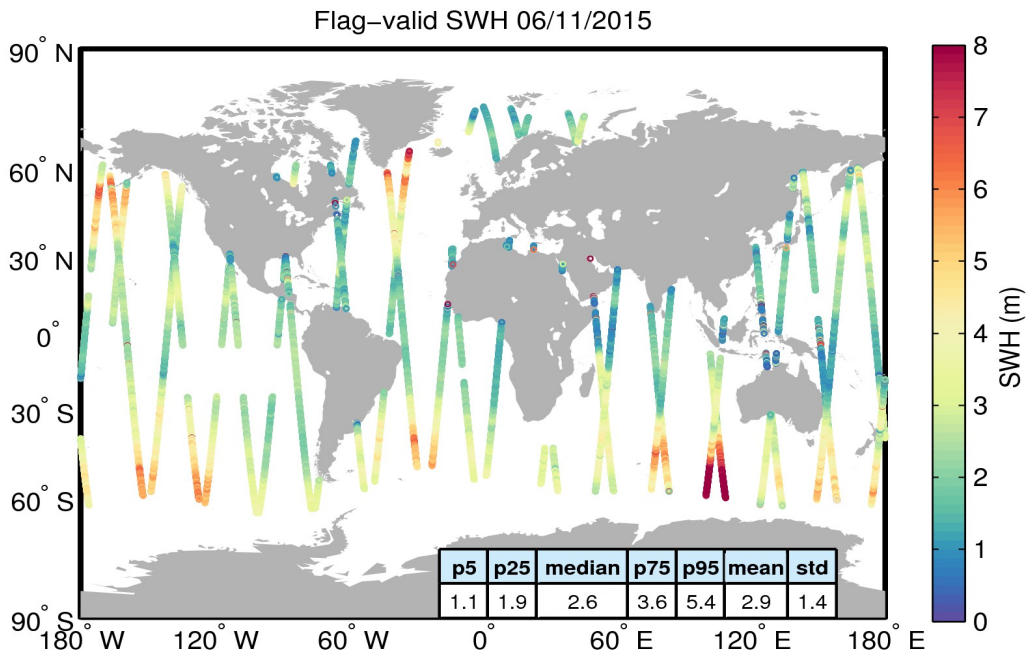 Flag−valid SWH 06/11/2015
90° N
60° N
30° N
0°
30° S
60° S
90° S
180° W
120° W
60° W
0°
60° E
120° E
180° E
p5 p25 median p75 p95 mean std
1.1 1.9 2.6 3.6 5.4 2.9 1.4
8
7
6
5
4
3
2
1
0
SWH (m)